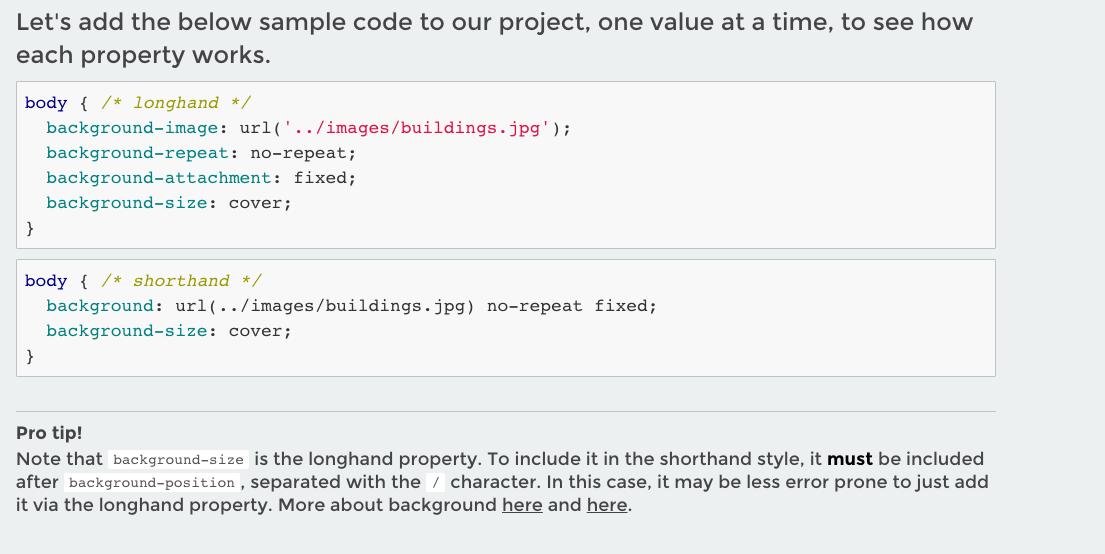 Let's add the below sample code to our project, one value at a time, to see how
each property works.
body { /* longhand */
  background-image: url('../images/buildings.jpg');
  background-repeat: no-repeat;
  background-attachment: fixed;
  background-size: cover;
}
body { /* shorthand */
  background: url(../images/buildings.jpg) no-repeat fixed;
  background-size: cover;
}
Pro tip!
Note that background-size is the longhand property. To include it in the shorthand style, it must be included
after background-position, separated with the / character. In this case, it may be less error prone to just add
it via the longhand property. More about background here and here.